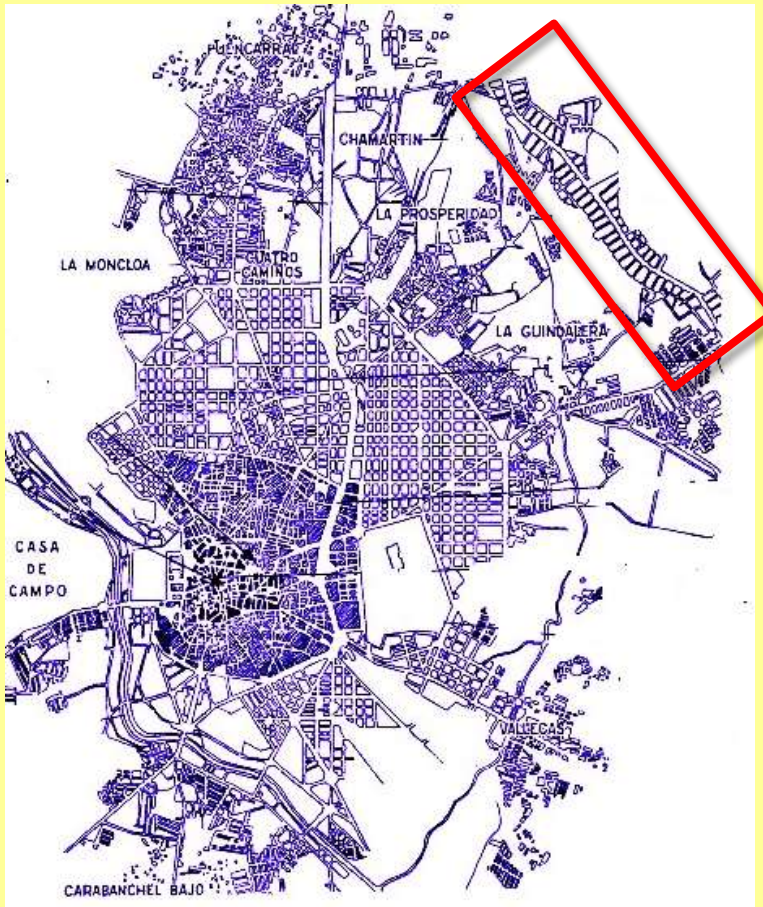 FUENCARRAL
CHAMARTIN
LA PROSPERIDAD
LA MONCLOA
CUATRO
CAMINOS
LA GUINDALERA
CASA
DE
CAMPO
VALLECAS
CARABANCHEL BAJO